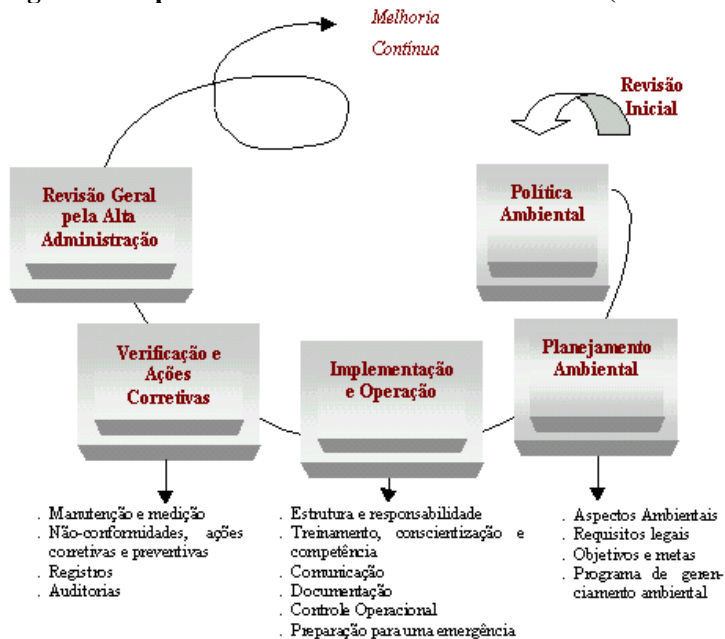 Melhoria
Contínua
Revisão
Inicial
Revisão Geral
pela Alta
Administração
Política
Ambiental
Verificação e
Ações
Corretivas
Implementação
e Operação
Planejamento
Ambiental
. Manutenção e medição
. Não-conformidades, ações
corretivas e preventivas
. Registros
. Auditorias
. Estrutura e responsabilidade
. Treinamento, conscientização e
competência
. Comunicação
. Documentação
. Controle Operacional
. Preparação para uma emergência
. Aspectos Ambientais
. Requisitos legais
. Objetivos e metas
. Programa de geren-
ciamento ambiental